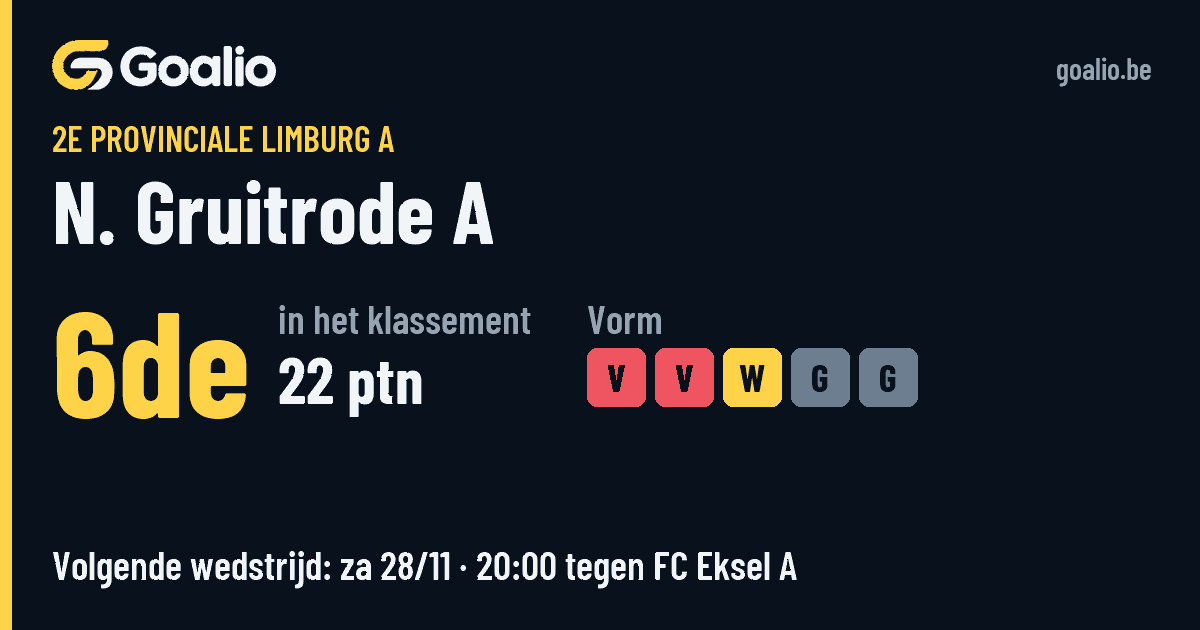 Goalio
goalio.be
2E PROVINCIALE LIMBURG A
N. Gruitrode A
6de
in het klassement
22 ptn
Vorm
V V W G G
Volgende wedstrijd: za 28/11 · 20:00 tegen FC Eksel A